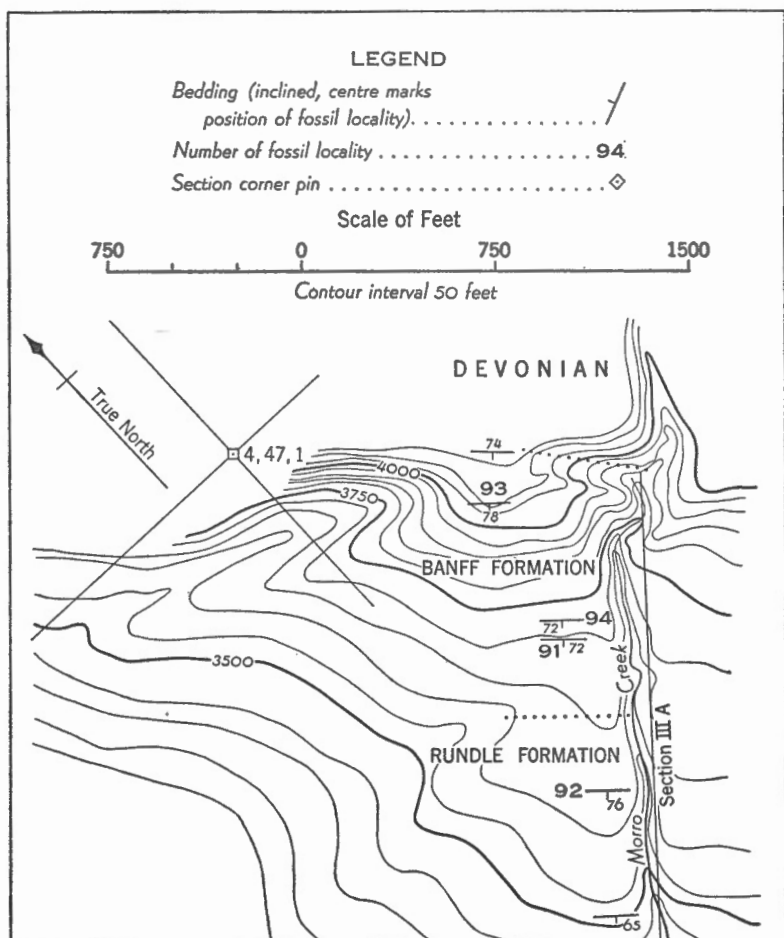 LEGEND
Bedding (inclined, centre marks
position of fossil locality). . . . . . . . . . . . . .
Number of fossil locality . . . . . . . . . . . . . . . . 94
Section corner pin . . . . . . . . . . . . . . . . . . . .
Scale of Feet
750 0 750 1500
Contour interval 50 feet
DEVONIAN
True North
4, 47, 1
74
4000
93
3750
78
BANFF FORMATION
94
72
91 72
Creek
3500
Section III A
RUNDLE FORMATION
92
76
Morro
65